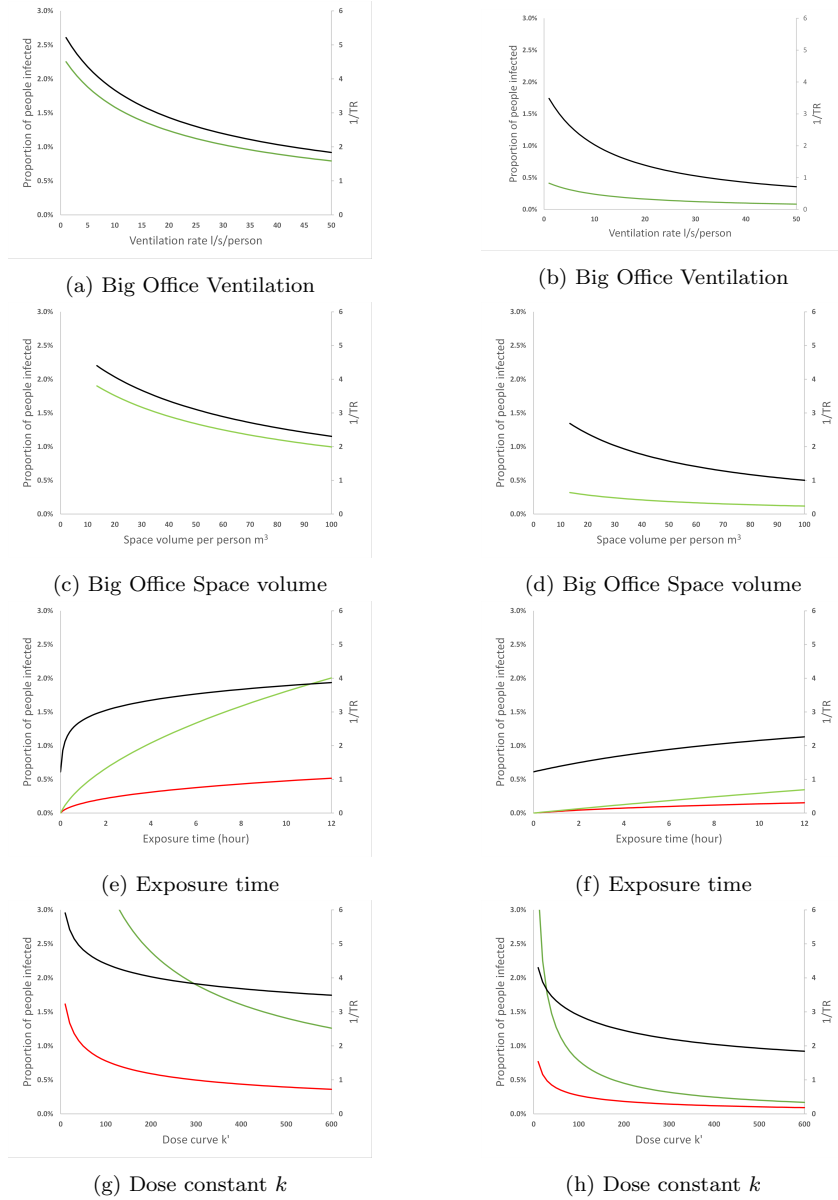 3.0%
2.5%
2.0%
1.5%
1.0%
0.5%
0.0%
Proportion of people infected
6
5
4
3
2
1
0
1/TR
0 5 10 15 20 25 30 35 40 45 50
Ventilation rate l/s/person
(a) Big Office Ventilation
3.0%
2.5%
2.0%
1.5%
1.0%
0.5%
0.0%
Proportion of people infected
6
5
4
3
2
1
0
1/TR
0 10 20 30 40 50
Ventilation rate l/s/person
(b) Big Office Ventilation
3.0%
2.5%
2.0%
1.5%
1.0%
0.5%
0.0%
Proportion of people infected
6
5
4
3
2
1
0
1/TR
0 10 20 30 40 50 60 70 80 90 100
Space volume per person m³
(c) Big Office Space volume
3.0%
2.5%
2.0%
1.5%
1.0%
0.5%
0.0%
Proportion of people infected
6
5
4
3
2
1
0
1/TR
0 10 20 30 40 50 60 70 80 90 100
Space volume per person m³
(d) Big Office Space volume
3.0%
2.5%
2.0%
1.5%
1.0%
0.5%
0.0%
Proportion of people infected
6
5
4
3
2
1
0
1/TR
0 2 4 6 8 10 12
Exposure time (hour)
(e) Exposure time
3.0%
2.5%
2.0%
1.5%
1.0%
0.5%
0.0%
Proportion of people infected
6
5
4
3
2
1
0
1/TR
0 2 4 6 8 10 12
Exposure time (hour)
(f) Exposure time
3.0%
2.5%
2.0%
1.5%
1.0%
0.5%
0.0%
Proportion of people infected
6
5
4
3
2
1
0
1/TR
0 100 200 300 400 500 600
Dose curve k'
(g) Dose constant k
3.0%
2.5%
2.0%
1.5%
1.0%
0.5%
0.0%
Proportion of people infected
6
5
4
3
2
1
0
1/TR
0 100 200 300 400 500 600
Dose curve k'
(h) Dose constant k